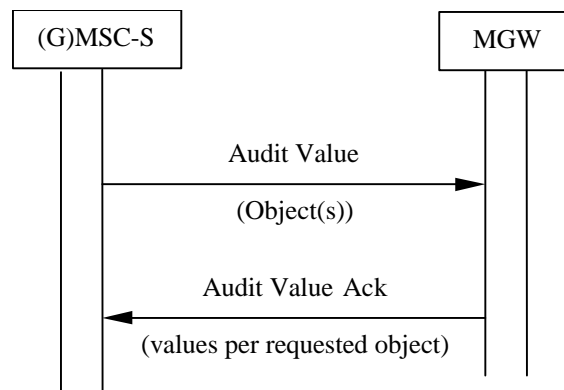 (G)MSC-S
MGW
Audit Value
(Object(s))
Audit Value Ack
(values per requested object)